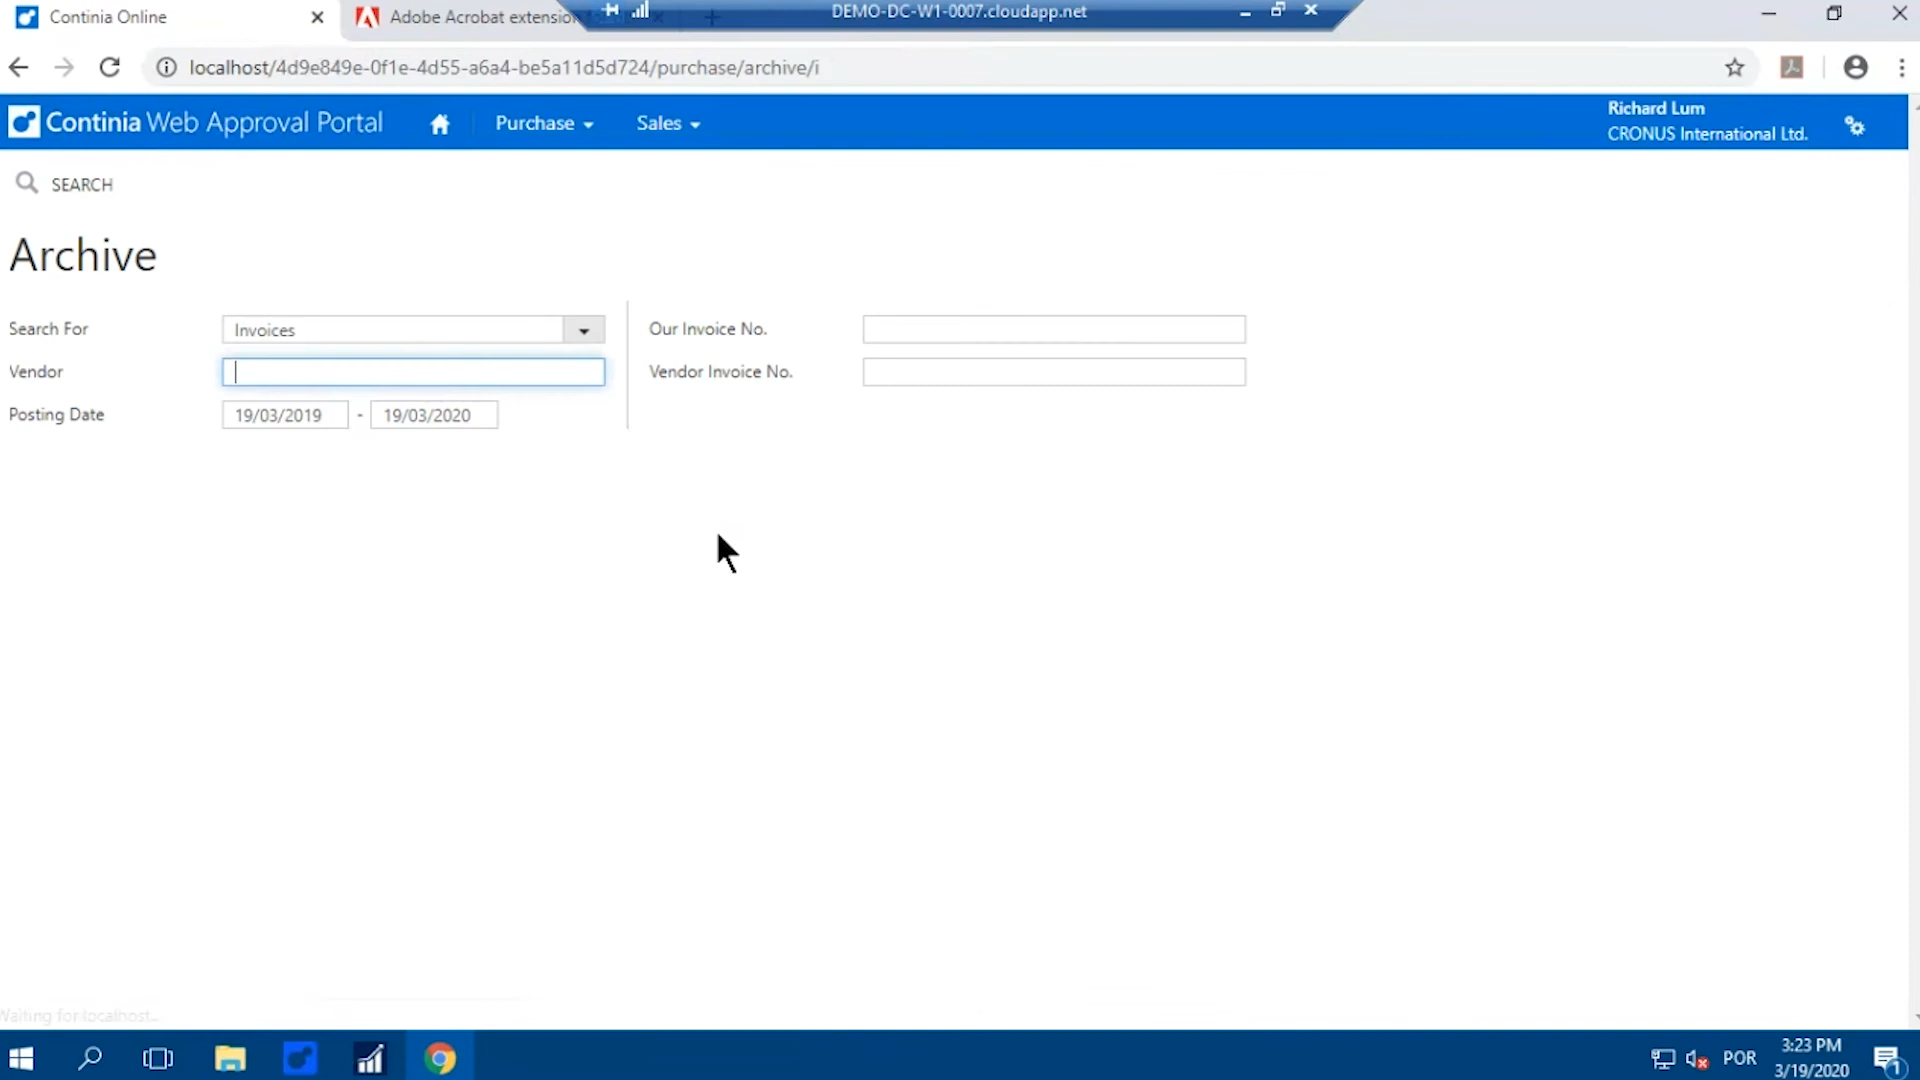 Continia Online
Adobe Acrobat extension
DEMO-DC-W1-0007.cloudapp.net
localhost/4d9e849e-0f1e-4d55-a6a4-be5a11d5d724/purchase/archive/i
Continia Web Approval Portal
Purchase
Sales
Richard Lum
CRONUS International Ltd.
SEARCH
Archive
Search For
Invoices
Our Invoice No.
Vendor
Vendor Invoice No.
Posting Date
19/03/2019 - 19/03/2020
Waiting for localhost...
POR
3:23 PM
3/19/2020
1